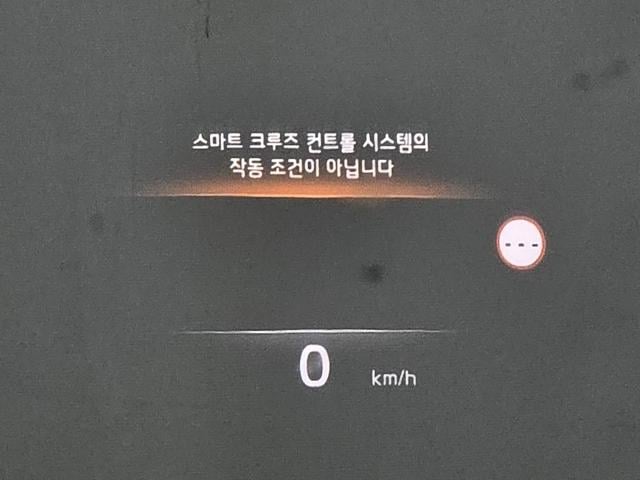 스마트 크루즈 컨트롤 시스템의
작동 조건이 아닙니다
---
0 km/h